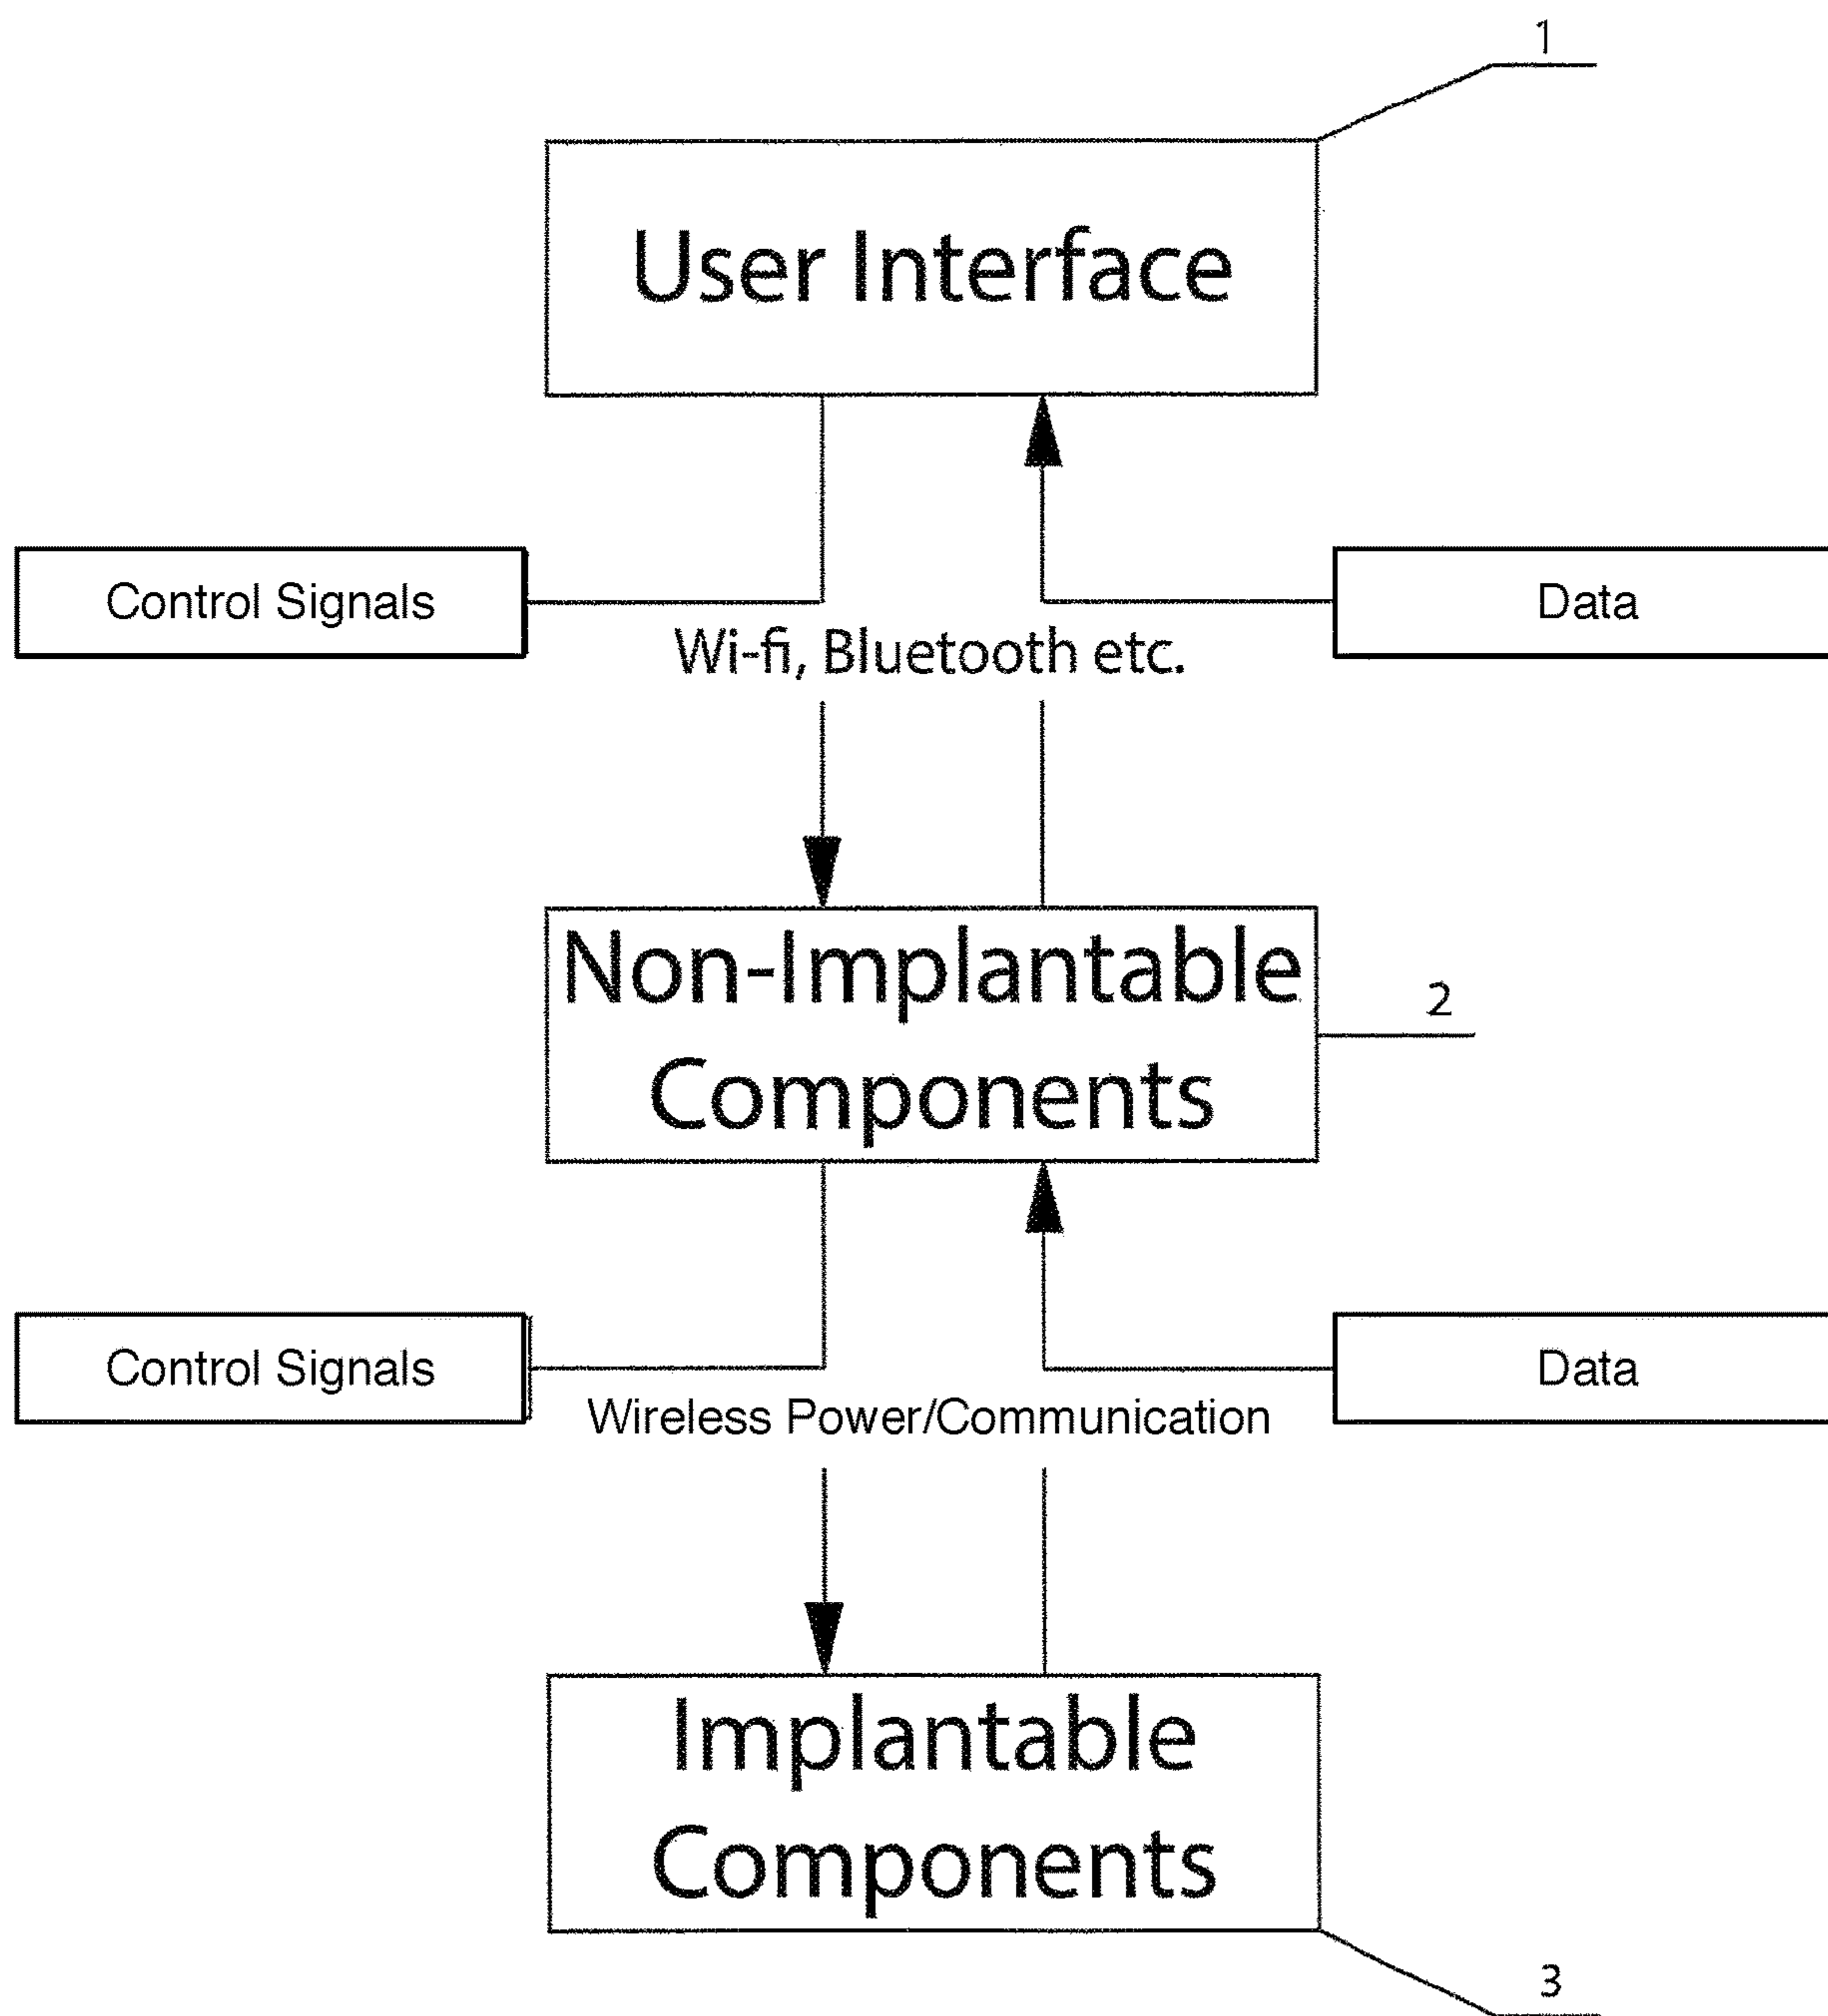 1
User Interface
Control Signals
Data
Wi-fi, Bluetooth etc.
Non-Implantable
Components
2
Control Signals
Data
Wireless Power/Communication
Implantable
Components
3